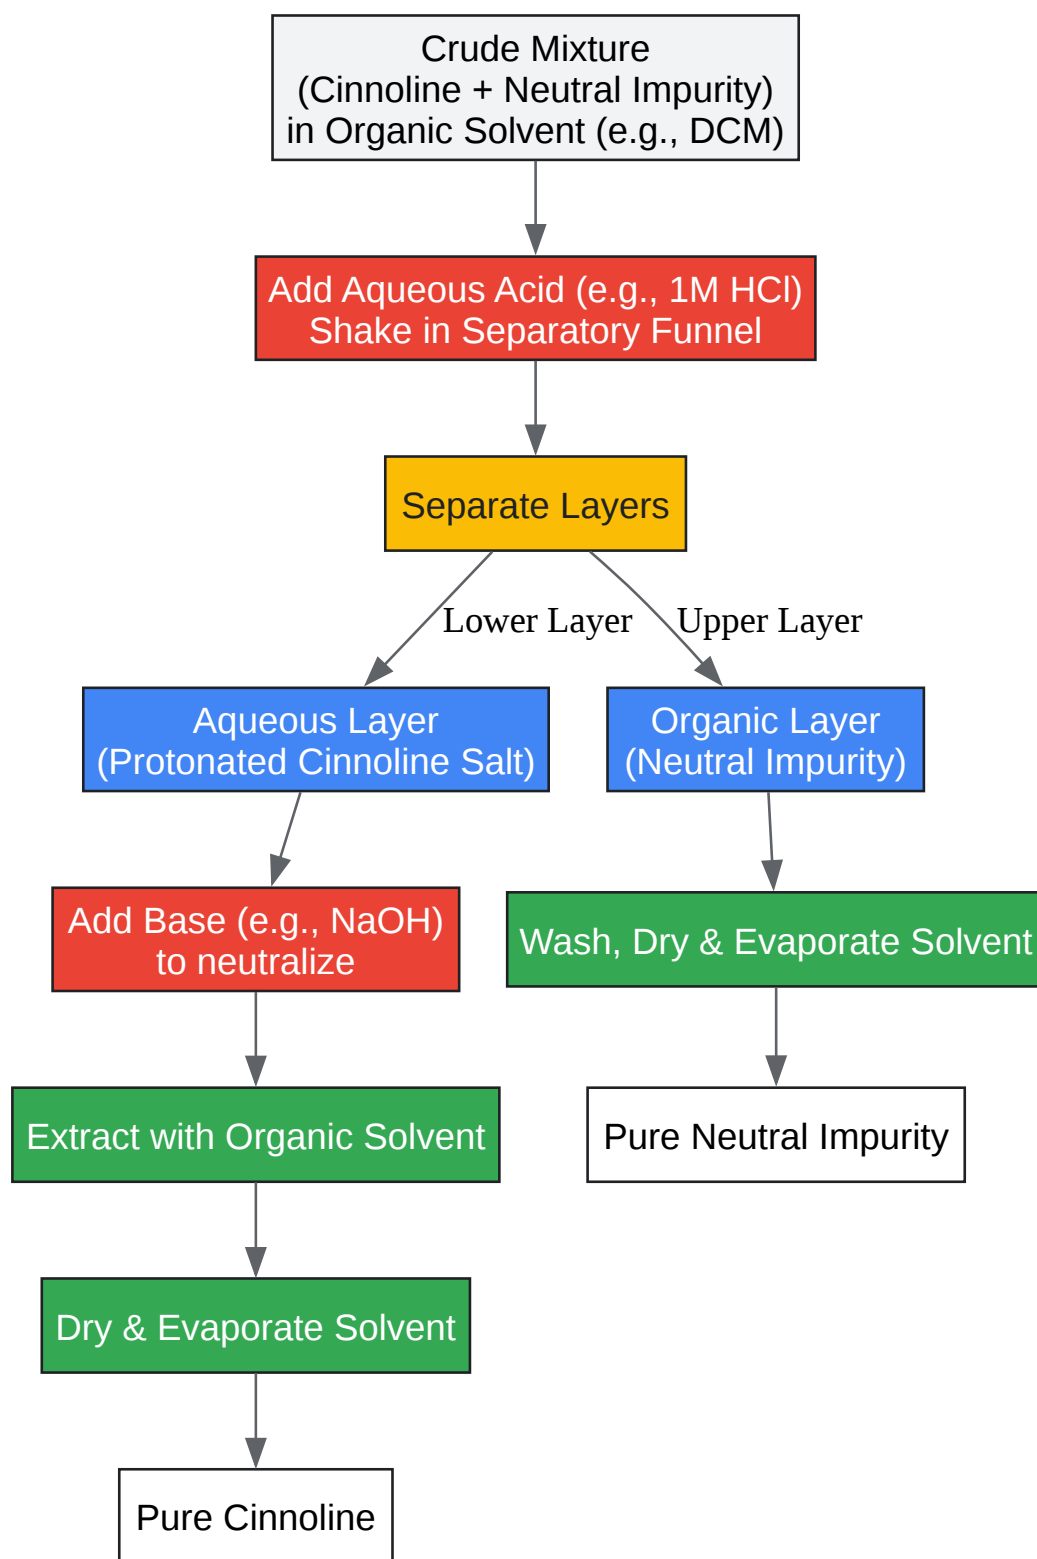 Crude Mixture
(Cinnoline + Neutral Impurity)
in Organic Solvent (e.g., DCM)
Add Aqueous Acid (e.g., 1M HCl)
Shake in Separatory Funnel
Separate Layers
Lower Layer
Upper Layer
Aqueous Layer
(Protonated Cinnoline Salt)
Organic Layer
(Neutral Impurity)
Add Base (e.g., NaOH)
to neutralize
Wash, Dry & Evaporate Solvent
Extract with Organic Solvent
Pure Neutral Impurity
Dry & Evaporate Solvent
Pure Cinnoline